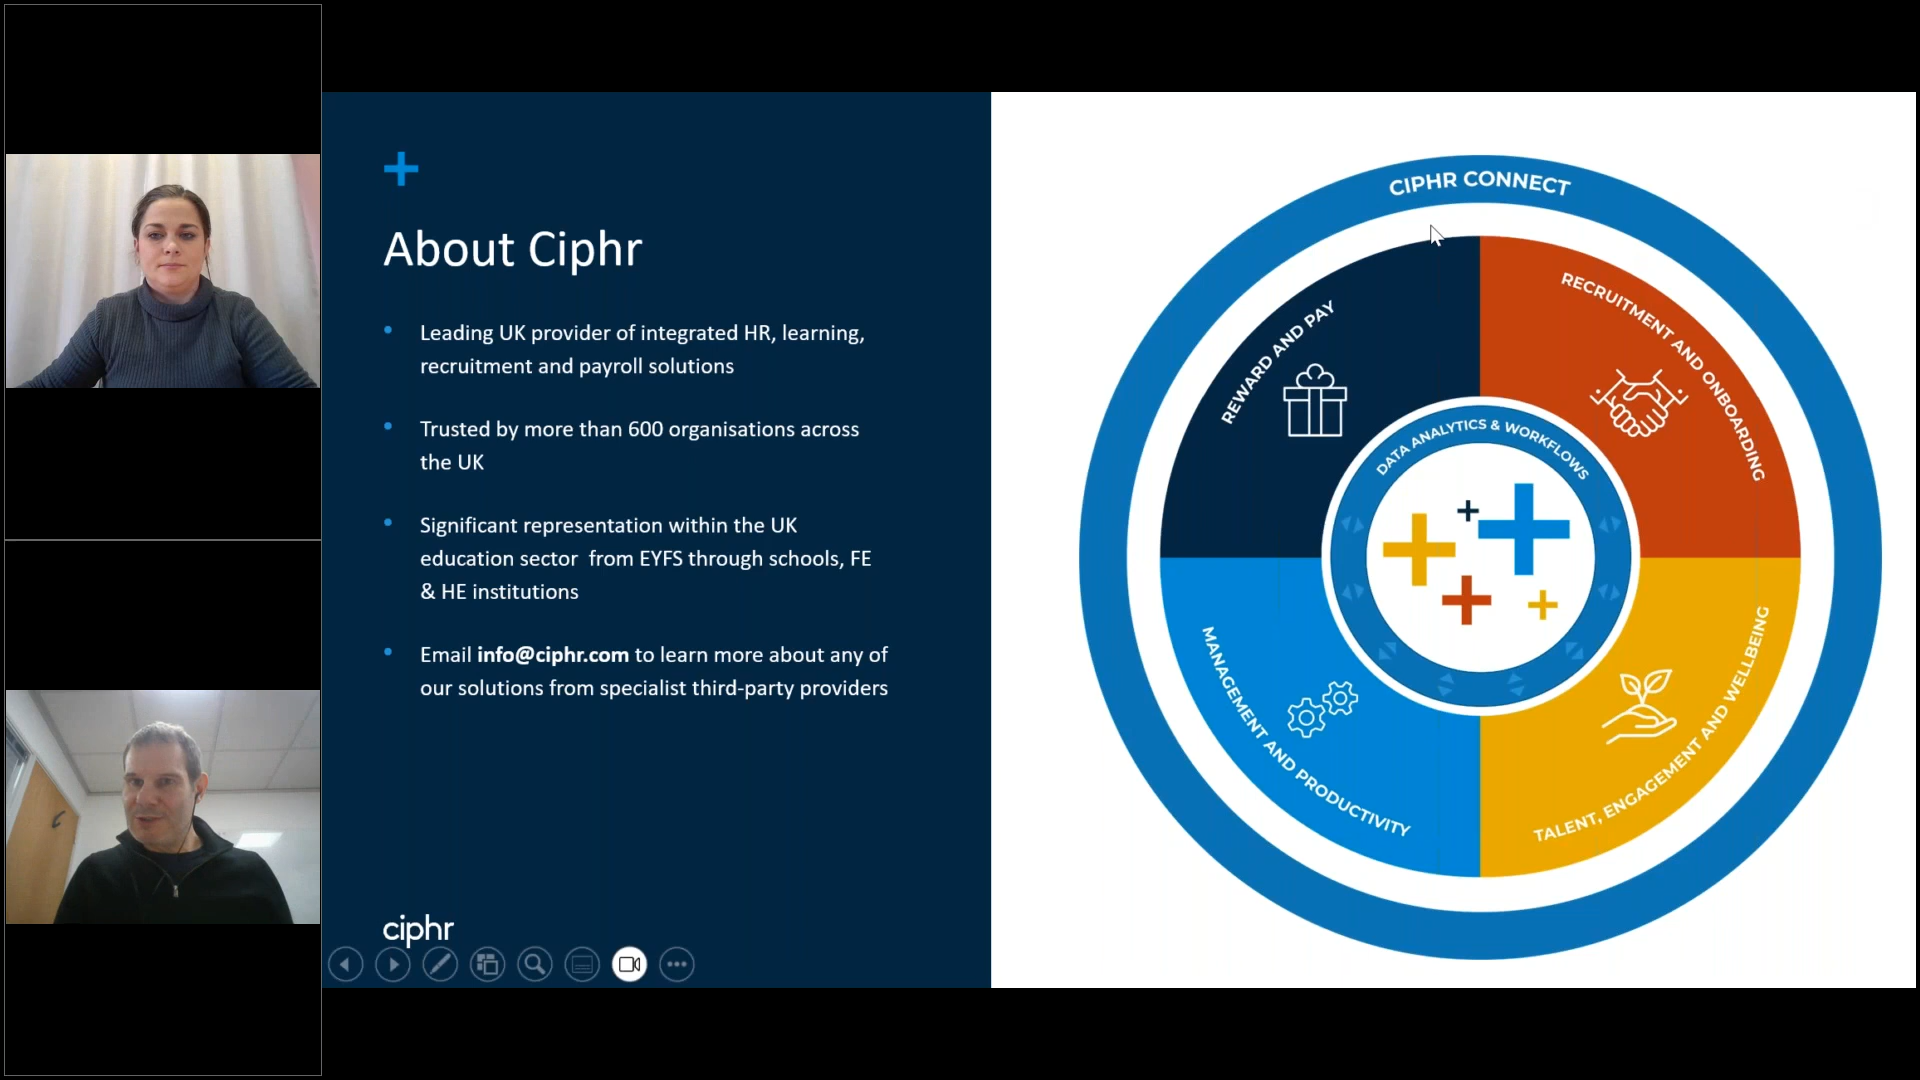 About Ciphr
Leading UK provider of integrated HR, learning,
recruitment and payroll solutions
Trusted by more than 600 organisations across
the UK
Significant representation within the UK
education sector  from EYFS through schools, FE
& HE institutions
Email info@ciphr.com to learn more about any of
our solutions from specialist third-party providers
ciphr
CIPHR CONNECT
REWARD AND PAY
RECRUITMENT AND ONBOARDING
DATA ANALYTICS & WORKFLOWS
MANAGEMENT AND PRODUCTIVITY
TALENT, ENGAGEMENT AND WELLBEING